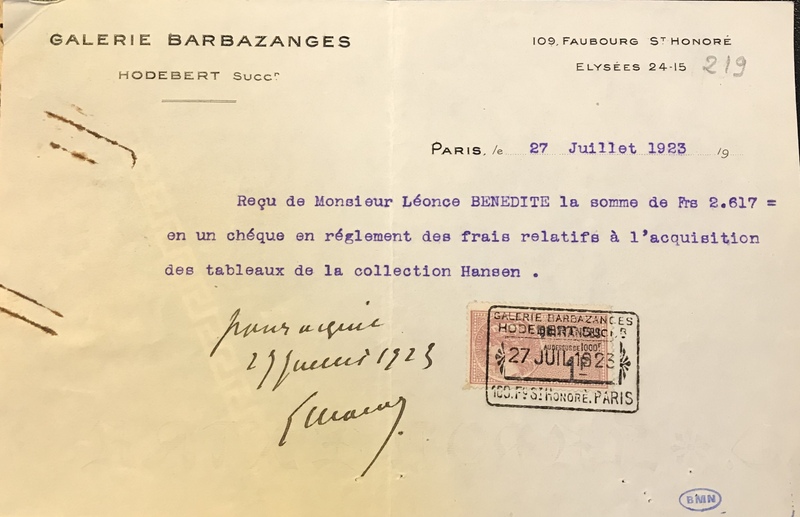 GALERIE BARBAZANGES
HODEBERT Succr
109, FAUBOURG ST HONORÉ
ELYSÉES 24-15
219
PARIS, le 27 Juillet 1923 19
Reçu de Monsieur Léonce BENEDITE la somme de Frs 2.617 =
en un chéque en réglement des frais relatifs à l'acquisition
des tableaux de la collection Hansen .
pour acquit
27 Juillet 1923
GALERIE BARBAZANGES
HODEBERT Succr
27 JUIL 1923
109, Fg St HONORÉ, PARIS
BMN